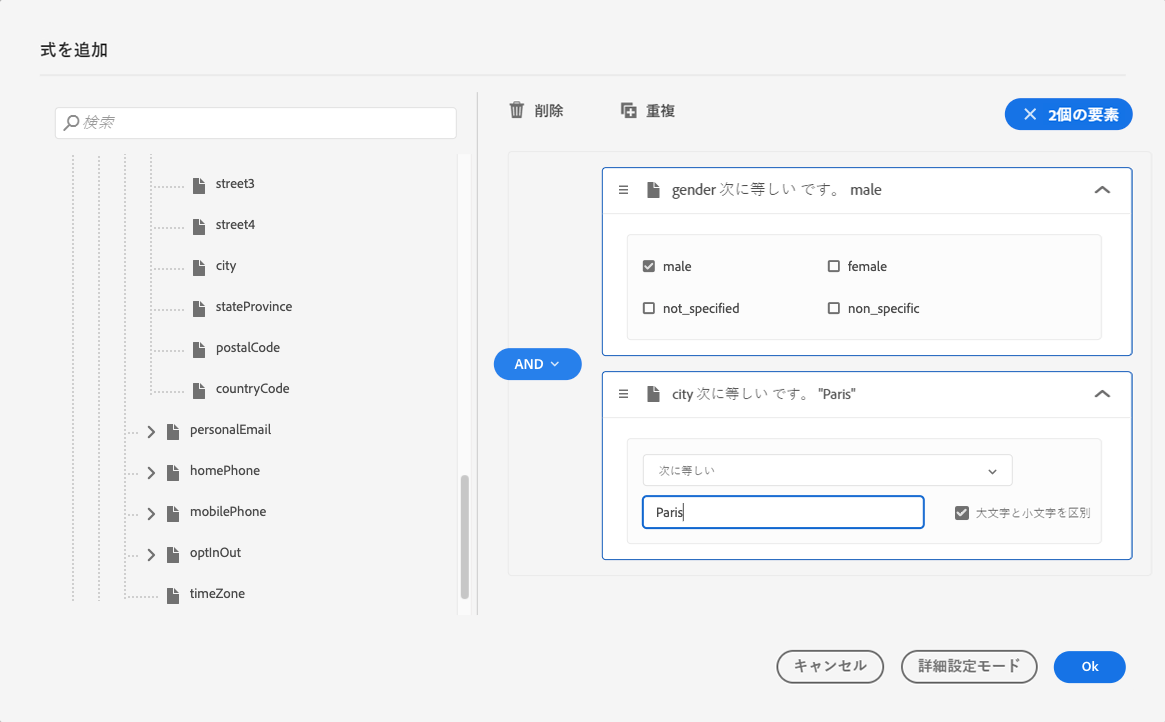 式を追加
検索
street3
street4
city
stateProvince
postalCode
countryCode
personalEmail
homePhone
mobilePhone
optInOut
timeZone
削除
重複
2個の要素
gender 次に等しい です。 male
male
female
not_specified
non_specific
AND
city 次に等しい です。 "Paris"
次に等しい
Paris
大文字と小文字を区別
キャンセル
詳細設定モード
Ok